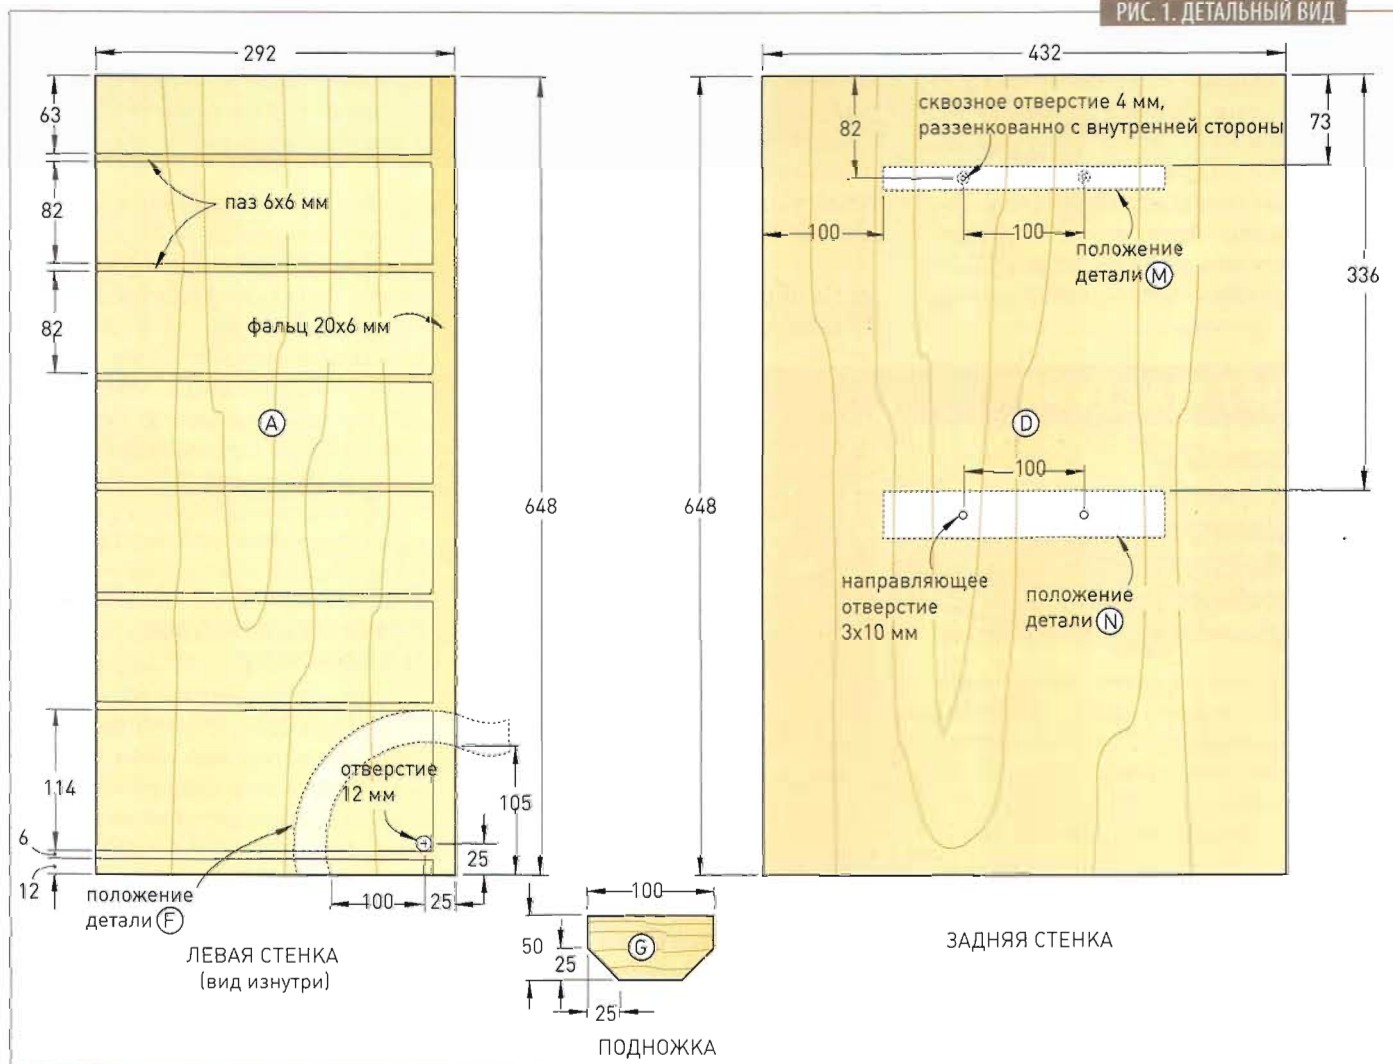 РИС. 1. ДЕТАЛЬНЫЙ ВИД
292
432
63
82
82
паз 6х6 мм
фальц 20х6 мм
A
648
114
6
12
отверстие
12 мм
105
25
100
25
положение
детали F
ЛЕВАЯ СТЕНКА
(вид изнутри)
648
82
сквозное отверстие 4 мм,
раззенкованно с внутренней стороны
73
100
100
положение
детали M
336
D
100
направляющее
отверстие
3х10 мм
положение
детали N
ЗАДНЯЯ СТЕНКА
100
50
25
G
25
ПОДНОЖКА